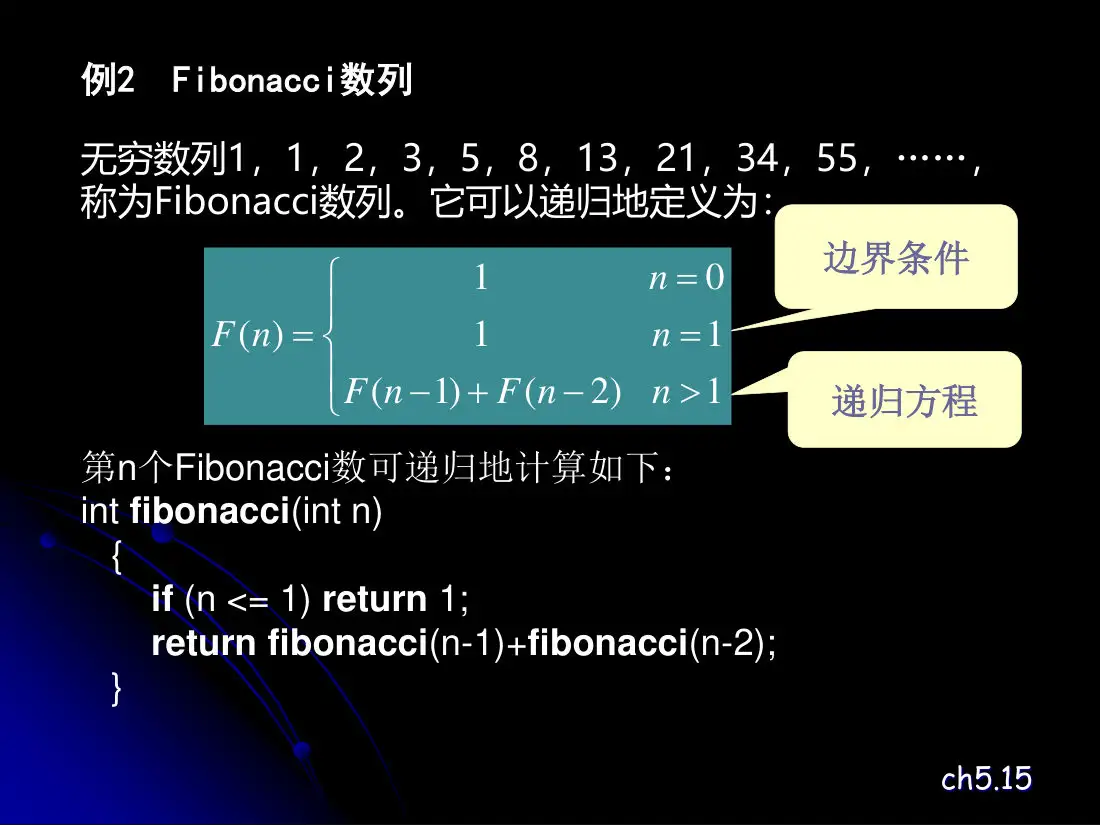 例2 Fibonacci数列
无穷数列1，1，2，3，5，8，13，21，34，55，……，
称为Fibonacci数列。它可以递归地定义为：
边界条件
1 n=0
F(n)= 1 n=1
F(n−1)+F(n−2) n>1
递归方程
第n个Fibonacci数可递归地计算如下：
int fibonacci(int n)
{
if (n <= 1) return 1;
return fibonacci(n-1)+fibonacci(n-2);
}
ch5.15